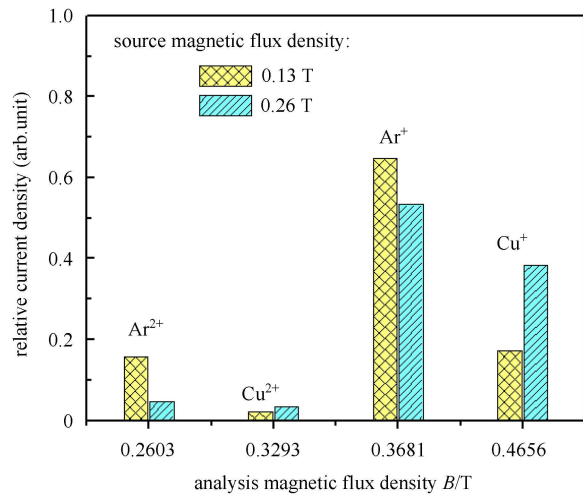 relative current density (arb.unit)
1.0
0.8
0.6
0.4
0.2
0
source magnetic flux density:
0.13 T
0.26 T
Ar²⁺
Cu²⁺
Ar⁺
Cu⁺
0.2603 0.3293 0.3681 0.4656
analysis magnetic flux density B/T